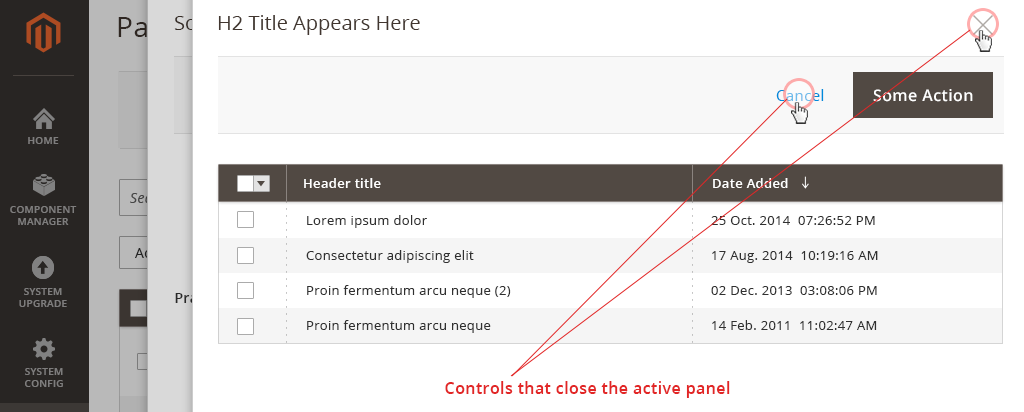 Pa
So
H2 Title Appears Here
Cancel
Some Action
HOME
COMPONENT
MANAGER
SYSTEM
UPGRADE
SYSTEM
CONFIG
Sea
Ac
Pra
Header title
Date Added ↓
Lorem ipsum dolor
25 Oct. 2014 07:26:52 PM
Consectetur adipiscing elit
17 Aug. 2014 10:19:16 AM
Proin fermentum arcu neque (2)
02 Dec. 2013 03:08:06 PM
Proin fermentum arcu neque
14 Feb. 2011 11:02:47 AM
Controls that close the active panel